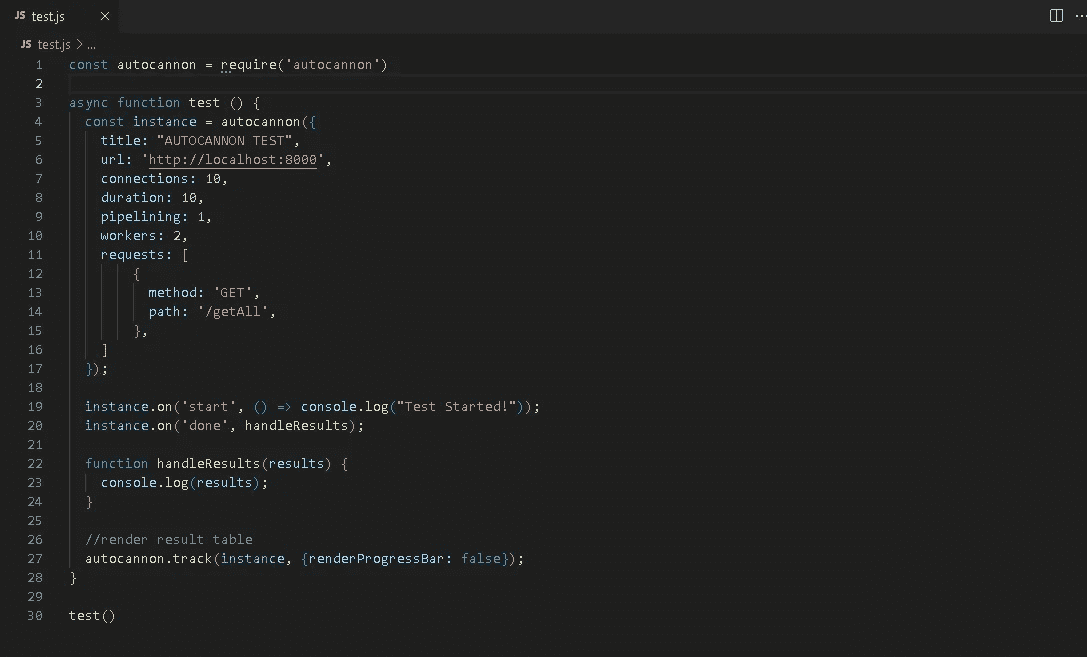 JS test.js ×
JS test.js > ...
1 const autocannon = require('autocannon')
2
3 async function test () {
4   const instance = autocannon({
5     title: "AUTOCANNON TEST",
6     url: 'http://localhost:8000',
7     connections: 10,
8     duration: 10,
9     pipelining: 1,
10     workers: 2,
11     requests: [
12         {
13           method: 'GET',
14           path: '/getAll',
15         },
16     ]
17   });
18
19   instance.on('start', () => console.log("Test Started!"));
20   instance.on('done', handleResults);
21
22   function handleResults(results) {
23     console.log(results);
24   }
25
26   //render result table
27   autocannon.track(instance, {renderProgressBar: false});
28 }
29
30 test()